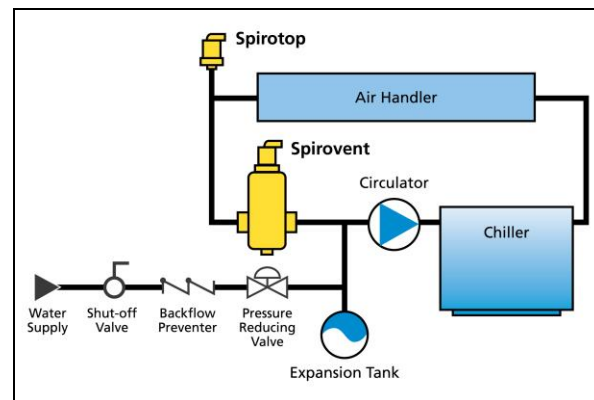 Spirotop
Air Handler
Spirovent
Circulator
Chiller
Water
Supply
Shut-off
Valve
Backflow
Preventer
Pressure
Reducing
Valve
Expansion Tank